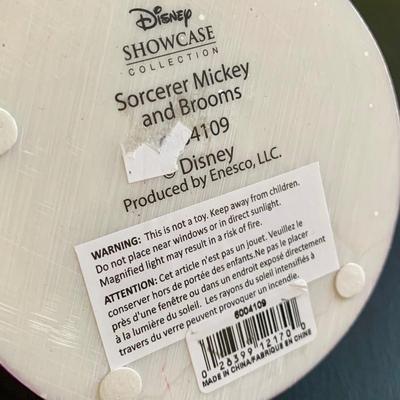 Disney
SHOWCASE
COLLECTION
Sorcerer Mickey
and Brooms
4109
© Disney
Produced by Enesco, LLC.
WARNING: This is not a toy. Keep away from children.
Do not place near windows or in direct sunlight.
Magnified light may result in a risk of fire.
ATTENTION: Cet article n'est pas un jouet. Veuillez le
conserver hors de portée des enfants. Ne pas le placer
près d'une fenêtre ou dans un endroit exposé directement
à la lumière du soleil. Les rayons du soleil intensifiés à
travers du verre peuvent provoquer un incendie.
6004109
0 28399 12170 0
MADE IN CHINA/FABRIQUÉ EN CHINE